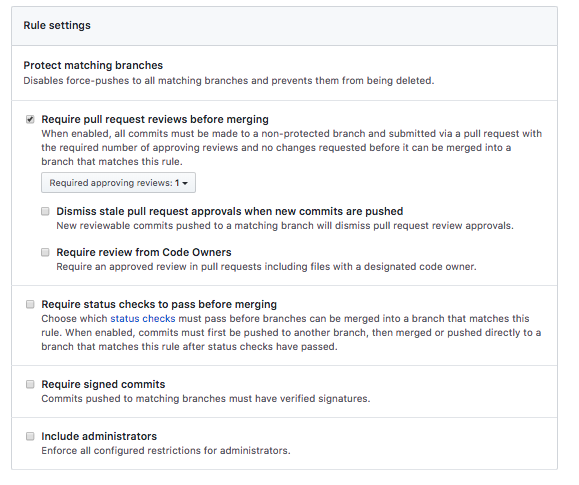 Rule settings
Protect matching branches
Disables force-pushes to all matching branches and prevents them from being deleted.
Require pull request reviews before merging
When enabled, all commits must be made to a non-protected branch and submitted via a pull request with
the required number of approving reviews and no changes requested before it can be merged into a
branch that matches this rule.
Required approving reviews: 1
Dismiss stale pull request approvals when new commits are pushed
New reviewable commits pushed to a matching branch will dismiss pull request review approvals.
Require review from Code Owners
Require an approved review in pull requests including files with a designated code owner.
Require status checks to pass before merging
Choose which status checks must pass before branches can be merged into a branch that matches this
rule. When enabled, commits must first be pushed to another branch, then merged or pushed directly to a
branch that matches this rule after status checks have passed.
Require signed commits
Commits pushed to matching branches must have verified signatures.
Include administrators
Enforce all configured restrictions for administrators.